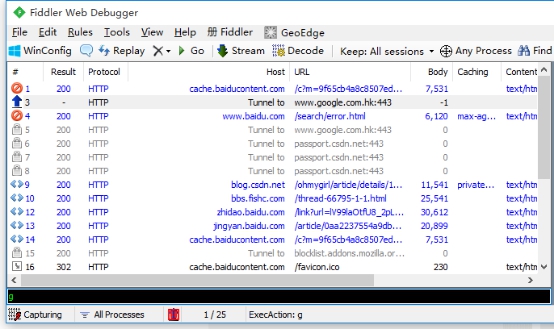 Fiddler Web Debugger
File Edit Rules Tools View Help Fiddler GeoEdge
WinConfig Replay Go Stream Decode Keep: All sessions Any Process Find
# Result Protocol Host URL Body Caching Content
1 200 HTTP cache.baiducontent.com /c?m=9f65cb4a8c8507ed... 7,531 text/htm
3 - HTTP Tunnel to www.google.com.hk:443 -1
4 200 HTTP www.baidu.com /search/error.html 6,120 max-ag... text/htm
5 200 HTTP Tunnel to www.google.com.hk:443 0
6 200 HTTP Tunnel to passport.csdn.net:443 0
7 200 HTTP Tunnel to passport.csdn.net:443 0
8 200 HTTP Tunnel to passport.csdn.net:443 0
9 200 HTTP blog.csdn.net /ohmygirl/article/details/1... 11,541 private... text/htm
10 200 HTTP bbs.fishc.com /thread-66795-1-1.html 25,541 text/htm
12 200 HTTP zhidao.baidu.com /link?url=lV99laOtfU8_2pL... 30,612 text/htm
13 200 HTTP jingyan.baidu.com /article/0aa2237554a9db... 20,899 text/htm
14 200 HTTP cache.baiducontent.com /c?m=9f65cb4a8c8507ed... 7,531 text/htm
15 200 HTTP Tunnel to blocklist.addons.mozilla.or... 0
16 302 HTTP cache.baiducontent.com /favicon.ico 230 text/htm
g
Capturing All Processes 1 / 25 ExecAction: g